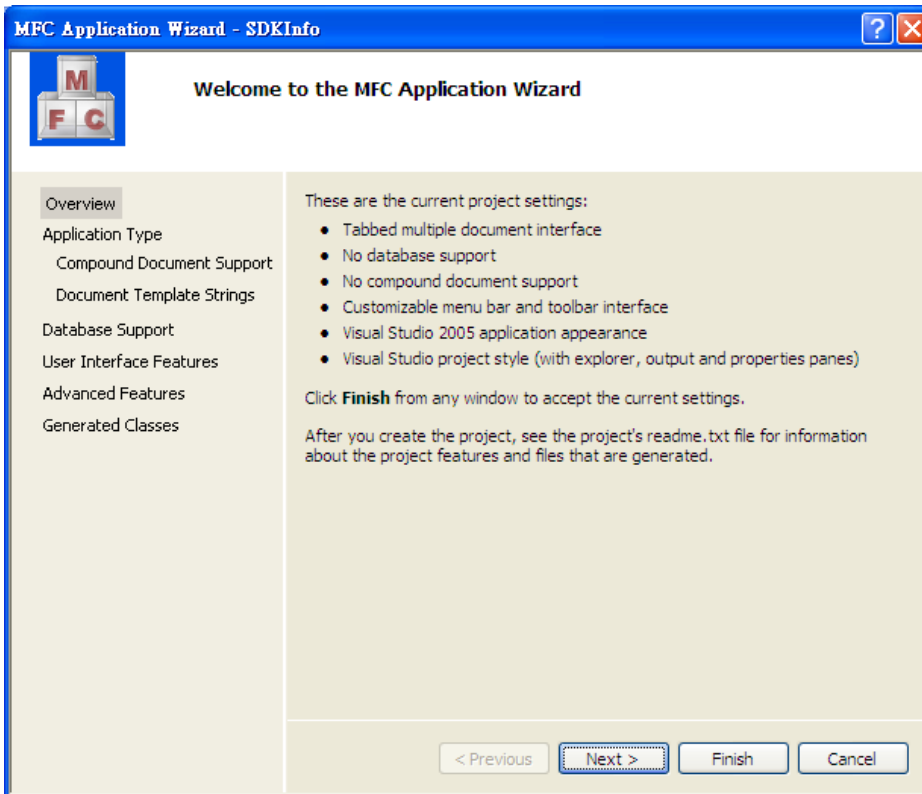 MFC Application Wizard - SDKInfo
M
F C
Welcome to the MFC Application Wizard
Overview
Application Type
Compound Document Support
Document Template Strings
Database Support
User Interface Features
Advanced Features
Generated Classes
These are the current project settings:
• Tabbed multiple document interface
• No database support
• No compound document support
• Customizable menu bar and toolbar interface
• Visual Studio 2005 application appearance
• Visual Studio project style (with explorer, output and properties panes)
Click Finish from any window to accept the current settings.
After you create the project, see the project's readme.txt file for information
about the project features and files that are generated.
< Previous Next > Finish Cancel